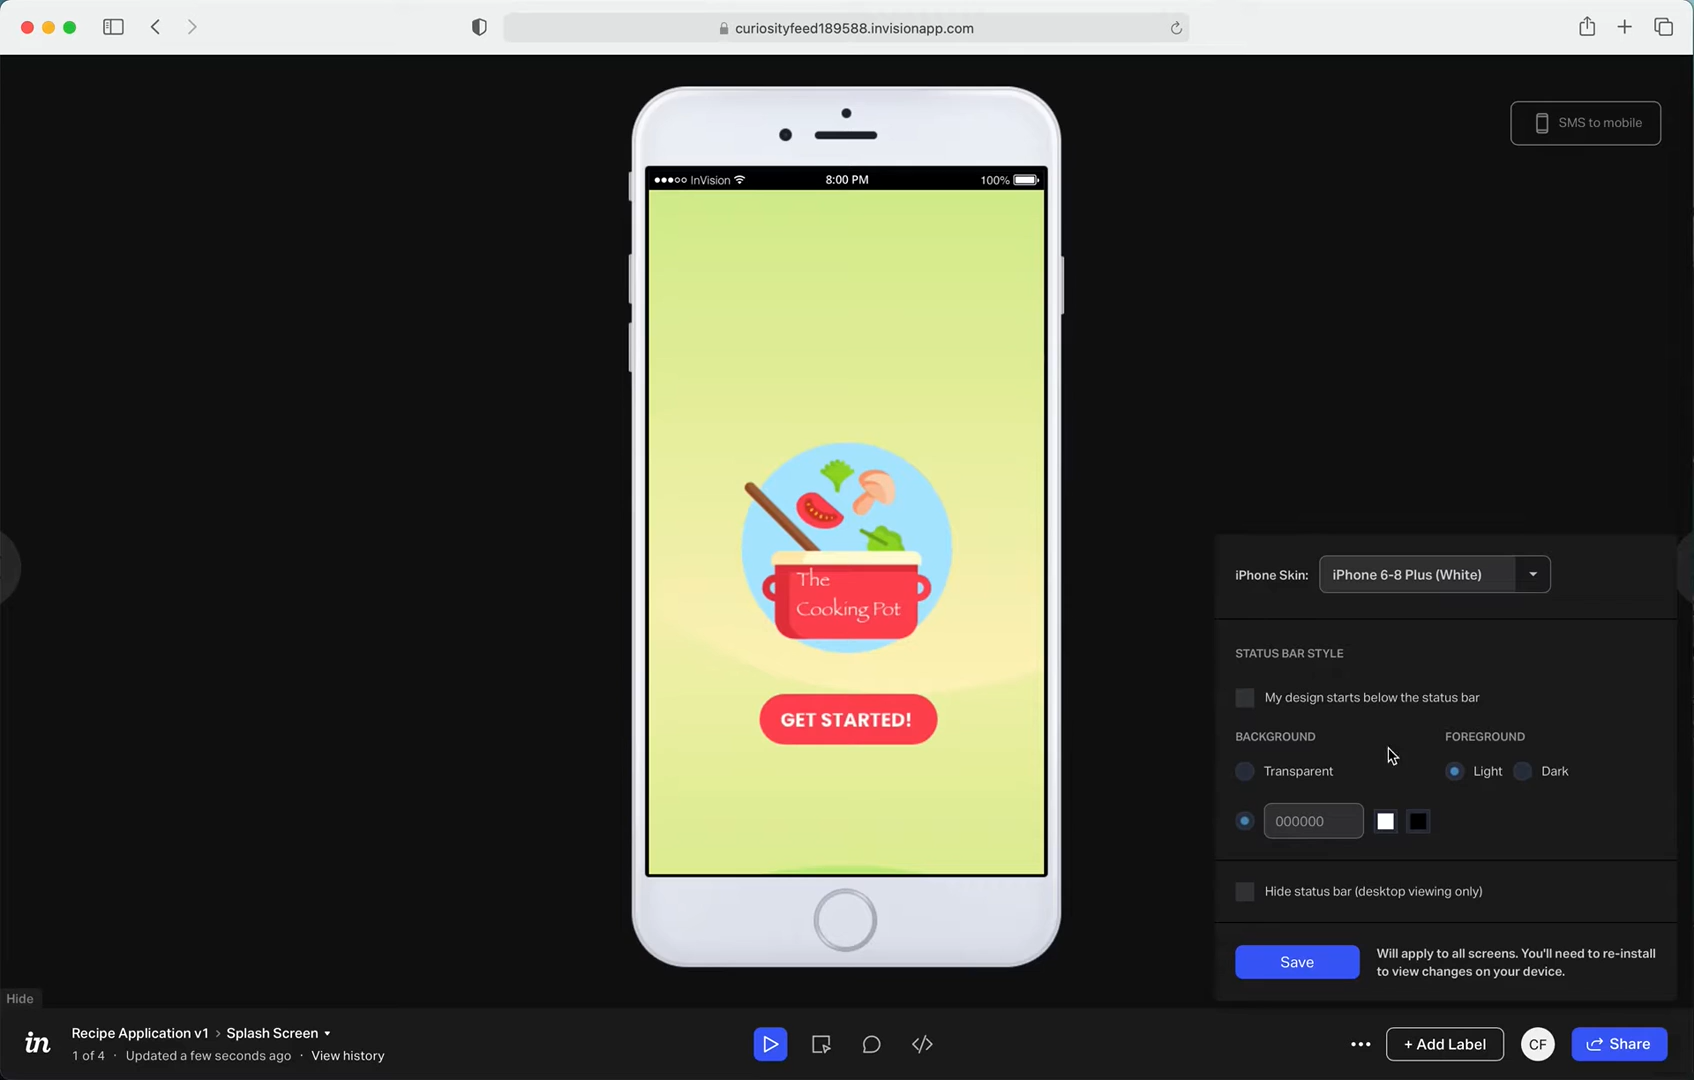 curiosityfeed189588.invisionapp.com
SMS to mobile
InVision 8:00 PM 100%
The
Cooking Pot
GET STARTED!
iPhone Skin: iPhone 6-8 Plus (White)
STATUS BAR STYLE
My design starts below the status bar
BACKGROUND FOREGROUND
Transparent Light Dark
000000
Hide status bar (desktop viewing only)
Save
Will apply to all screens. You'll need to re-install
to view changes on your device.
Hide
in
Recipe Application v1 › Splash Screen
1 of 4 · Updated a few seconds ago · View history
+ Add Label
CF
Share